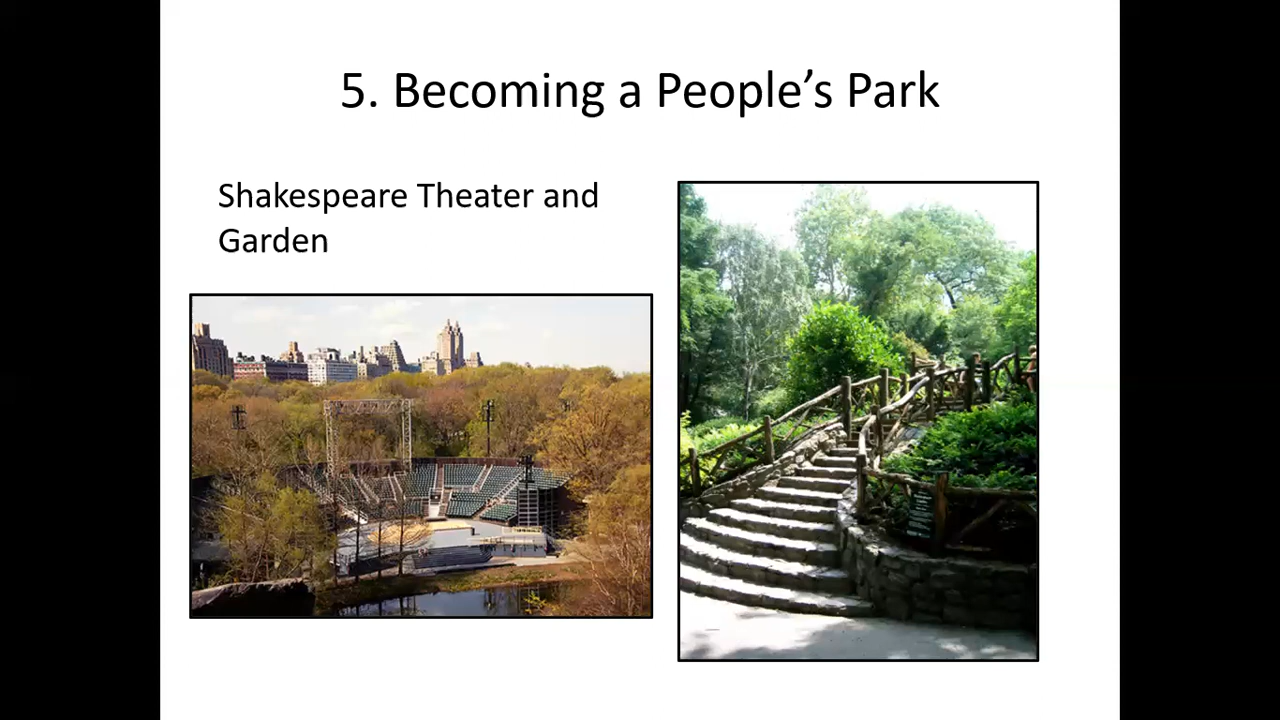 5. Becoming a People’s Park
Shakespeare Theater and
Garden